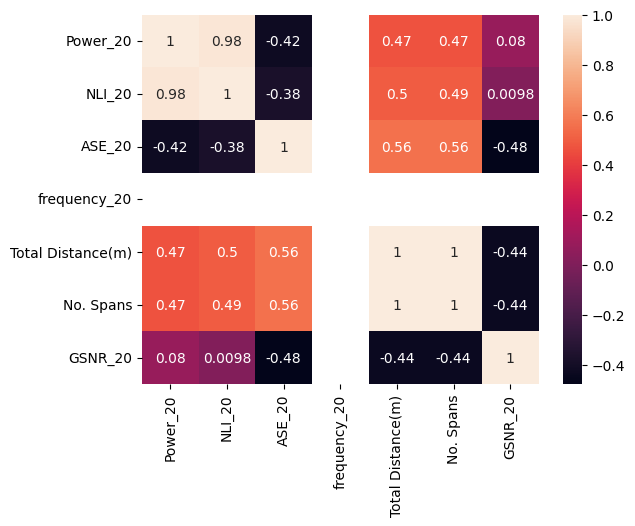 Power_20 1 0.98 -0.42 0.47 0.47 0.08
NLI_20 0.98 1 -0.38 0.5 0.49 0.0098
ASE_20 -0.42 -0.38 1 0.56 0.56 -0.48
frequency_20
Total Distance(m) 0.47 0.5 0.56 1 1 -0.44
No. Spans 0.47 0.49 0.56 1 1 -0.44
GSNR_20 0.08 0.0098 -0.48 -0.44 -0.44 1
Power_20
NLI_20
ASE_20
frequency_20
Total Distance(m)
No. Spans
GSNR_20
1.0
0.8
0.6
0.4
0.2
0.0
−0.2
−0.4